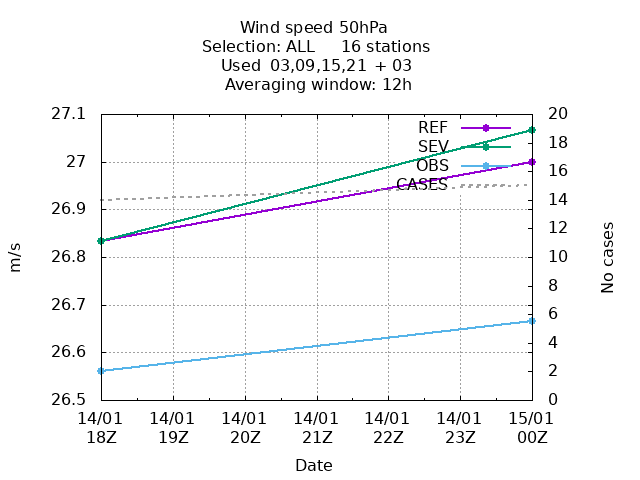 Wind speed 50hPa
Selection: ALL     16 stations
Used  03,09,15,21  + 03
Averaging window: 12h
27.1
27
26.9
26.8
26.7
26.6
26.5
m/s
REF
SEV
OBS
CASES
20
18
16
14
12
10
8
6
4
2
0
No cases
14/01 14/01 14/01 14/01 14/01 14/01 15/01
18Z 19Z 20Z 21Z 22Z 23Z 00Z
Date